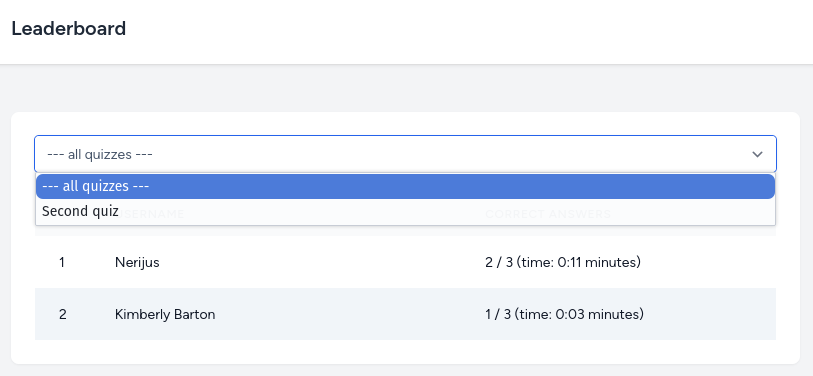 Leaderboard
--- all quizzes ---
--- all quizzes ---
Second quiz
USERNAME CORRECT ANSWERS
1 Nerijus 2 / 3 (time: 0:11 minutes)
2 Kimberly Barton 1 / 3 (time: 0:03 minutes)